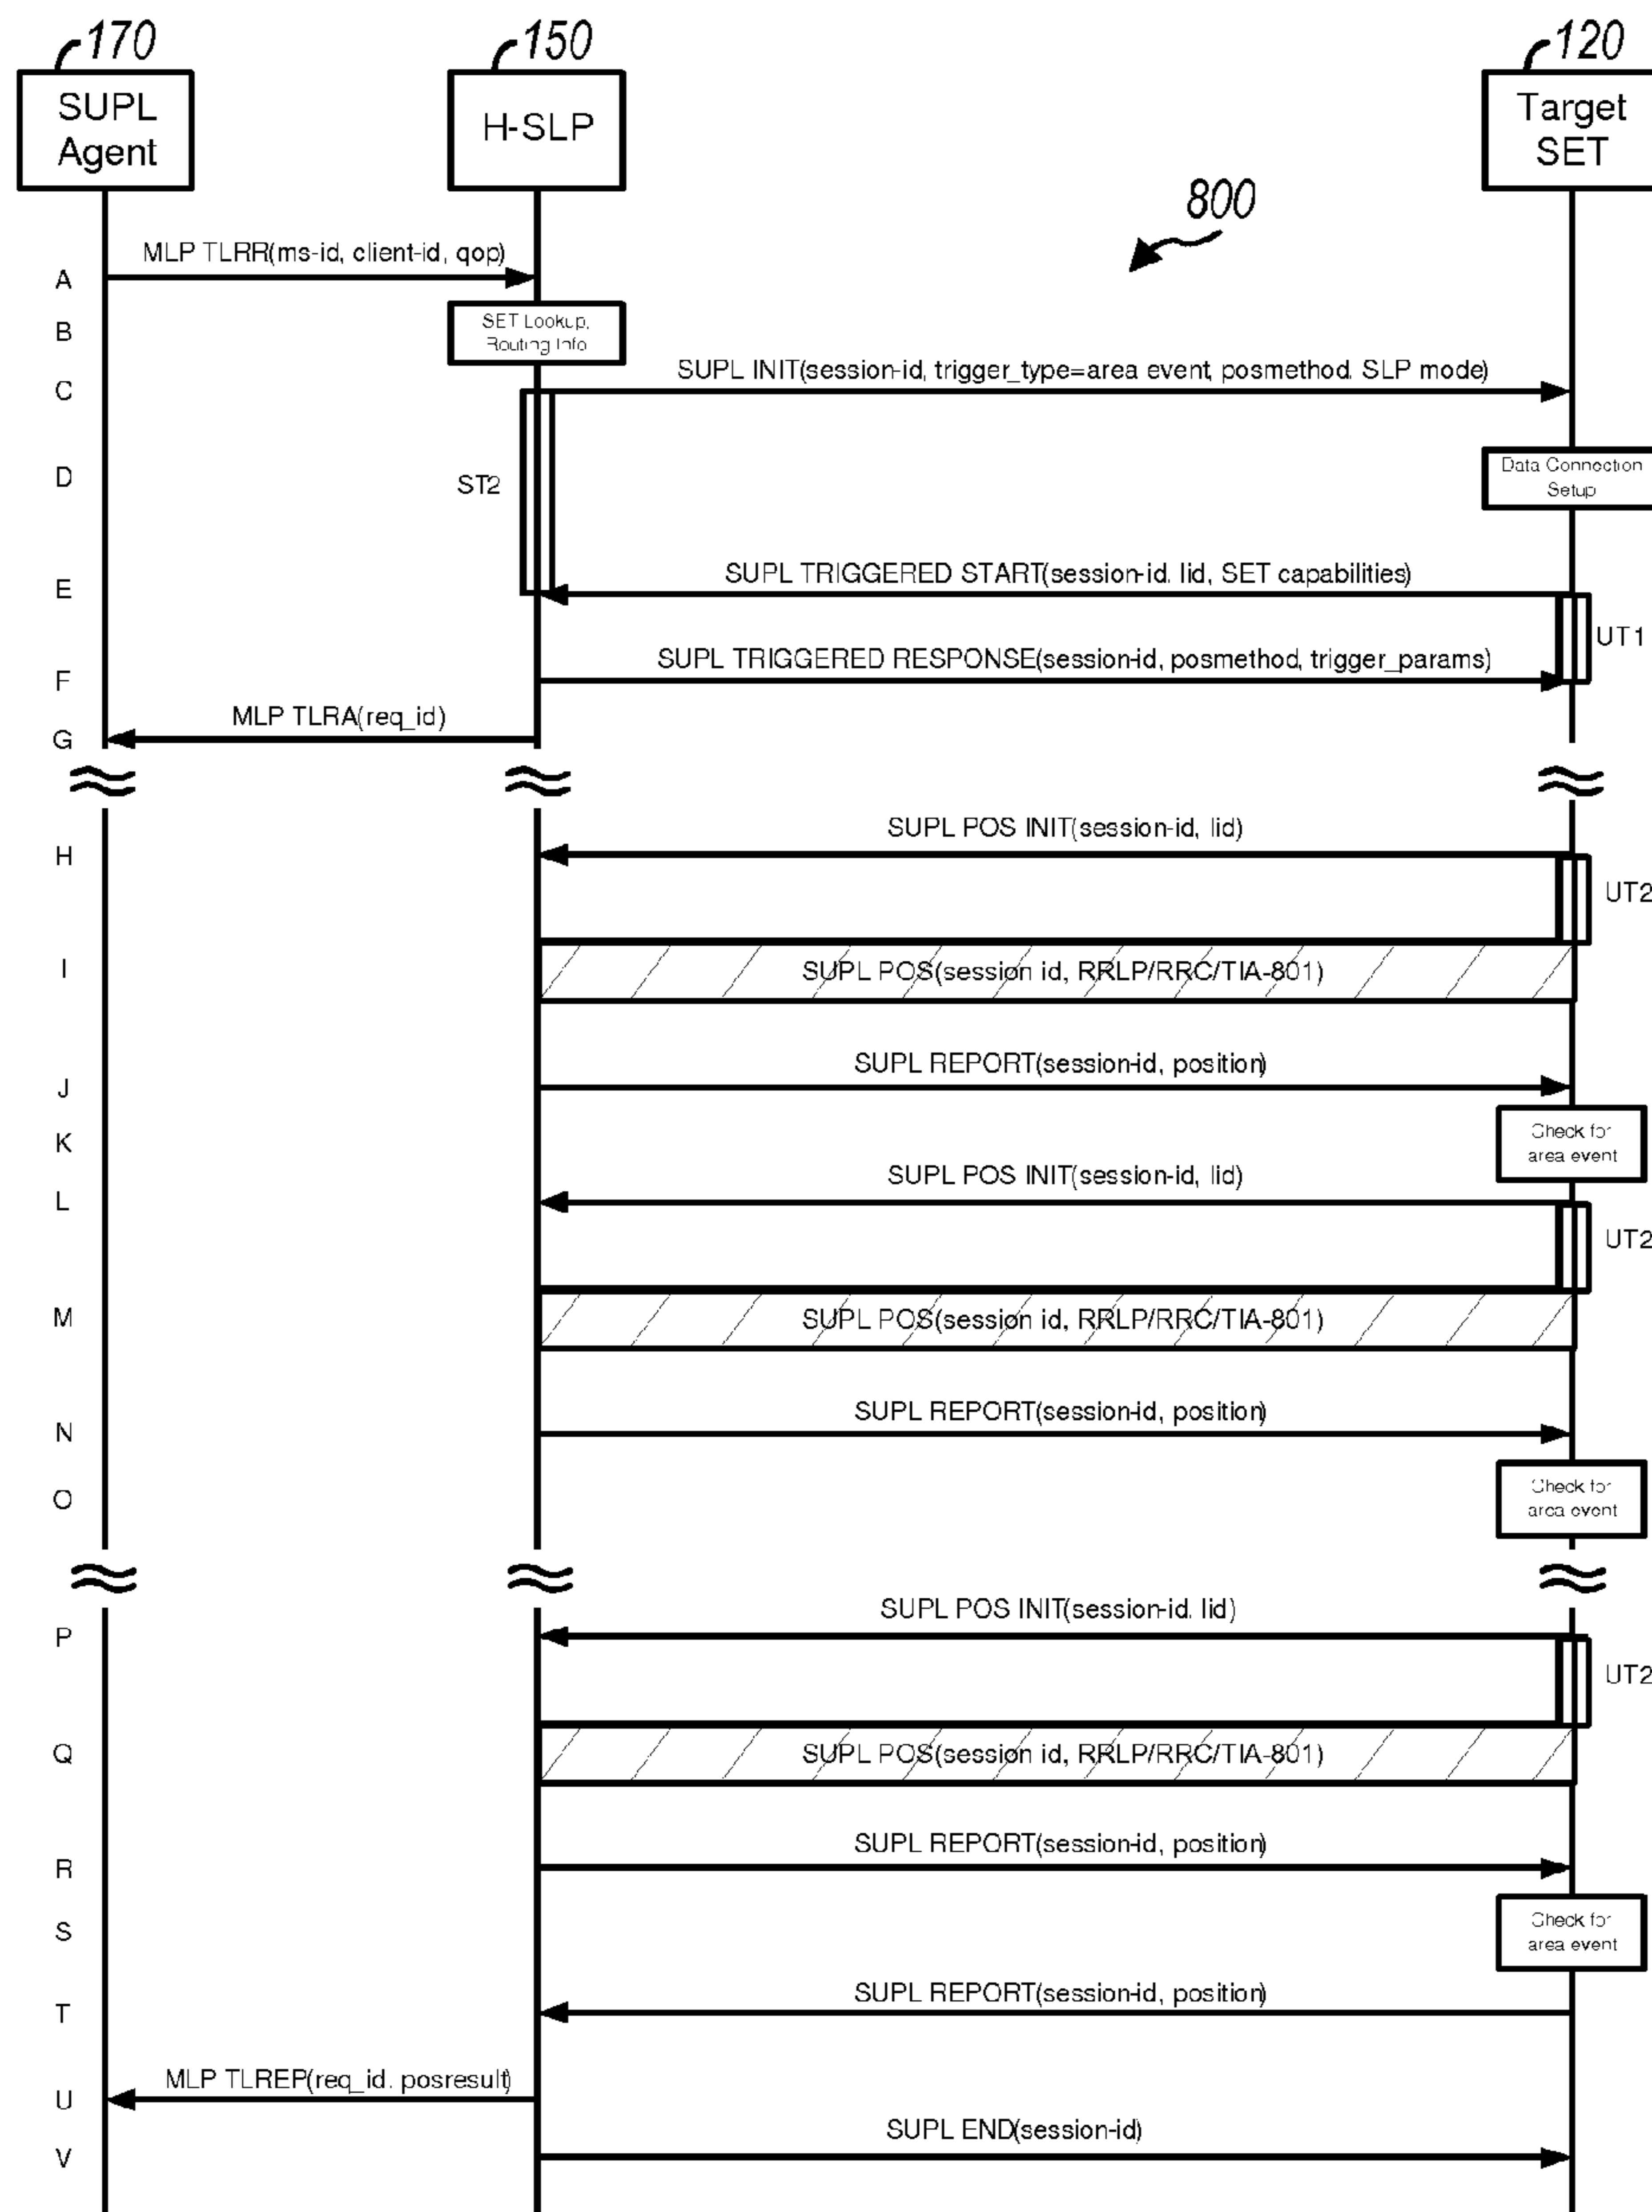 170
150
120
SUPL
Agent
H-SLP
Target
SET
800
MLP TLRR(ms-id, client-id, qop)
A
B
SET Lookup,
Routing Info
SUPL INIT(session-id, trigger_type=area event, posmethod, SLP mode)
C
D
ST2
Data Connection
Setup
SUPL TRIGGERED START(session-id, lid, SET capabilities)
E
UT1
SUPL TRIGGERED RESPONSE(session-id, posmethod, trigger_params)
F
MLP TLRA(req_id)
G
SUPL POS INIT(session-id, lid)
H
UT2
I
SUPL POS(session id, RRLP/RRC/TIA-801)
SUPL REPORT(session-id, position)
J
K
Check for
area event
SUPL POS INIT(session-id, lid)
L
UT2
M
SUPL POS(session id, RRLP/RRC/TIA-801)
SUPL REPORT(session-id, position)
N
O
Check for
area event
SUPL POS INIT(session-id, lid)
P
UT2
Q
SUPL POS(session id, RRLP/RRC/TIA-801)
SUPL REPORT(session-id, position)
R
S
Check for
area event
SUPL REPORT(session-id, position)
T
MLP TLREP(req_id, posresult)
U
SUPL END(session-id)
V